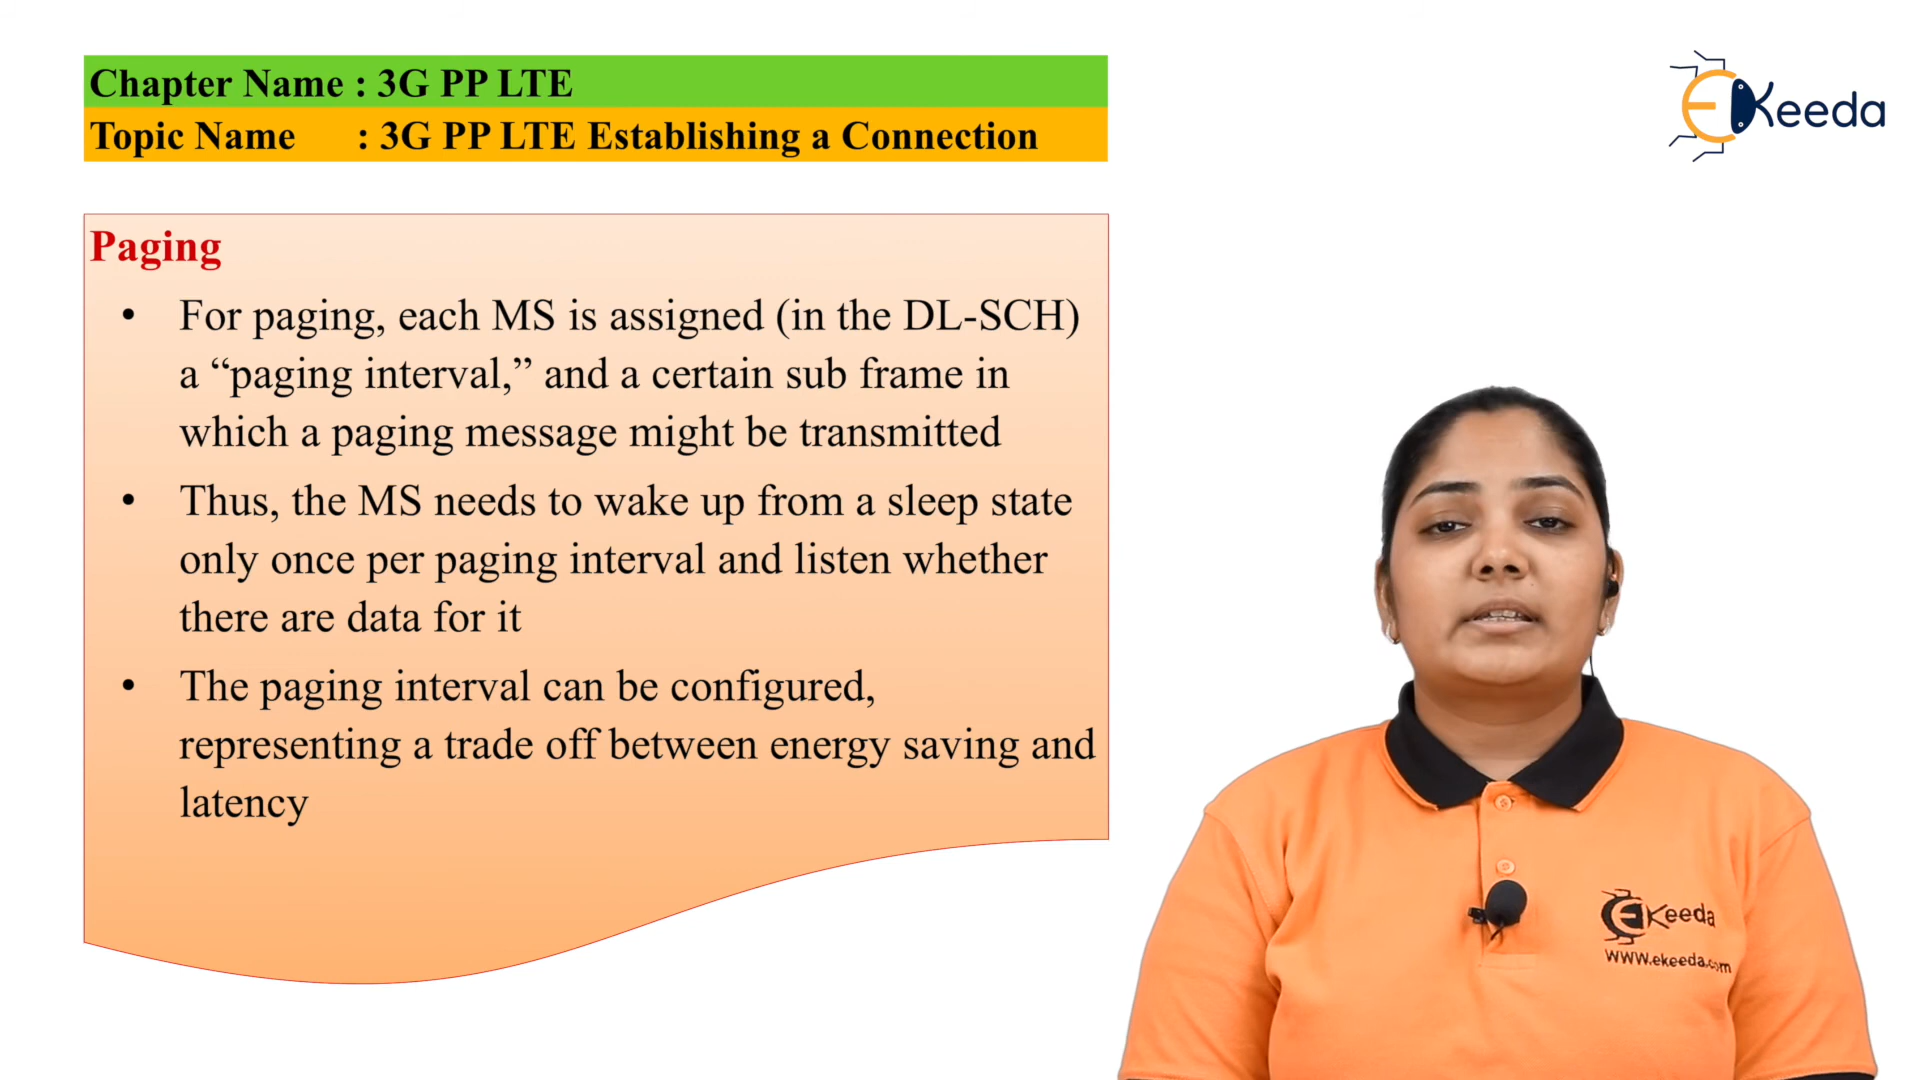 Chapter Name : 3G PP LTE
Topic Name : 3G PP LTE Establishing a Connection
EKeeda
Paging
• For paging, each MS is assigned (in the DL-SCH)
a “paging interval,” and a certain sub frame in
which a paging message might be transmitted
• Thus, the MS needs to wake up from a sleep state
only once per paging interval and listen whether
there are data for it
• The paging interval can be configured,
representing a trade off between energy saving and
latency
EKeeda
www.ekeeda.com